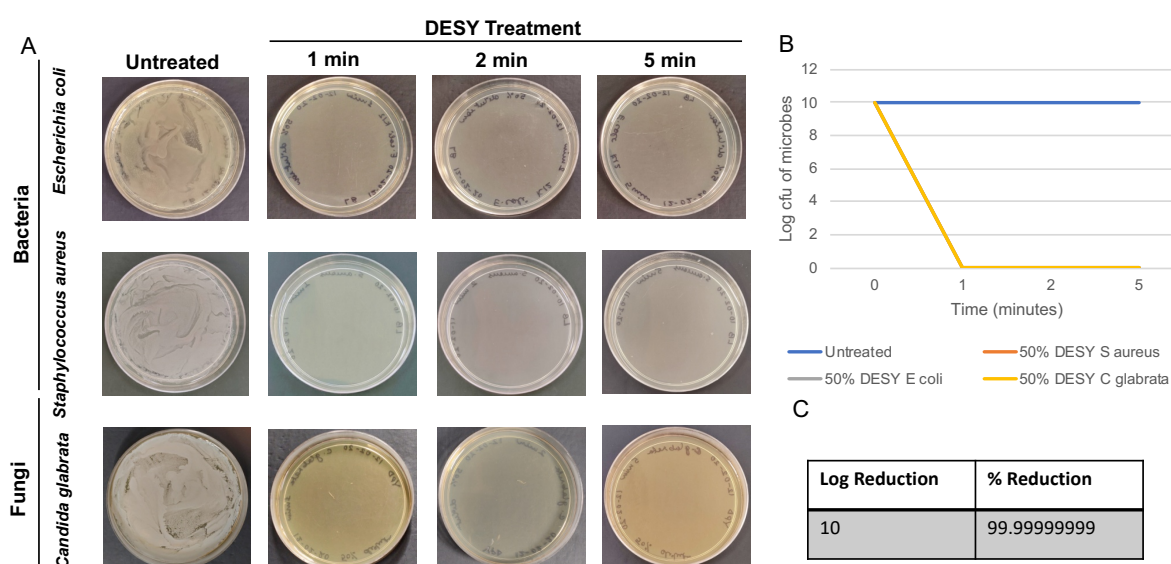 A
DESY Treatment
Untreated
1 min
2 min
5 min
Bacteria
Escherichia coli
Staphylococcus aureus
Fungi
Candida glabrata
B
12
10
8
6
4
2
0
Log cfu of microbes
0 1 2 5
Time (minutes)
Untreated
50% DESY S aureus
50% DESY E coli
50% DESY C glabrata
C
Log Reduction
% Reduction
10
99.99999999